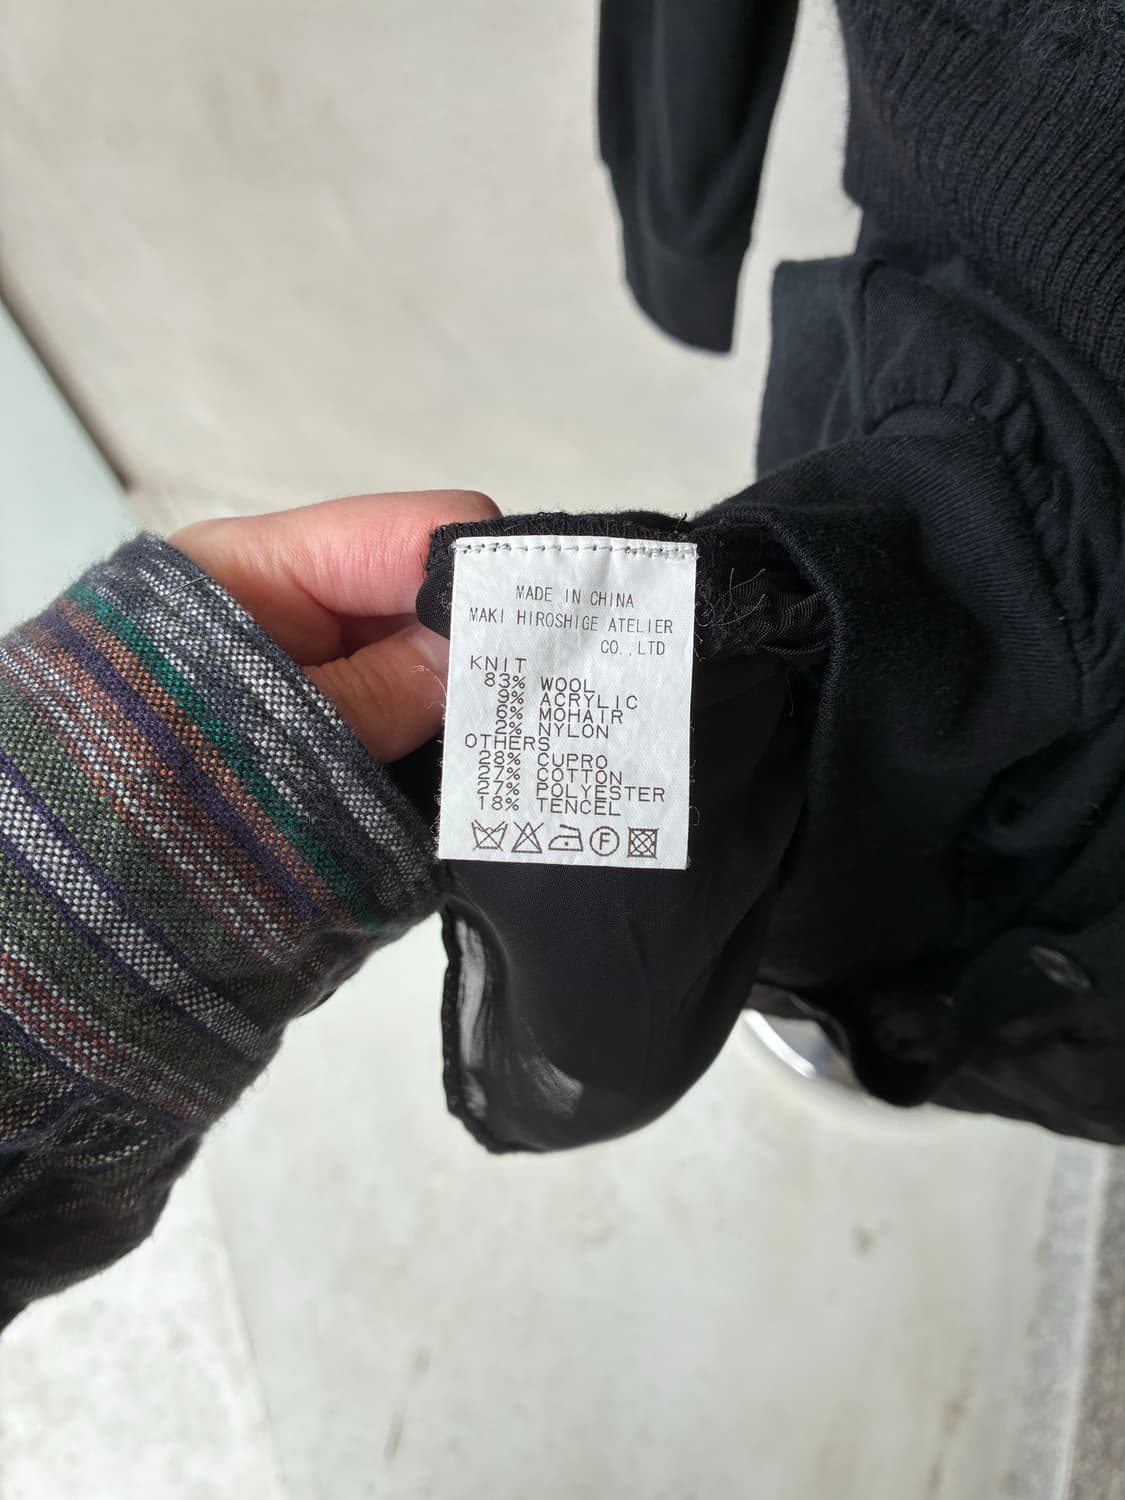 MADE IN CHINA
MAKI HIROSHIGE ATELIER
CO.,LTD
KNIT
83% WOOL
9% ACRYLIC
6% MOHAIR
2% NYLON
OTHERS
28% CUPRO
27% COTTON
27% POLYESTER
18% TENCEL
F